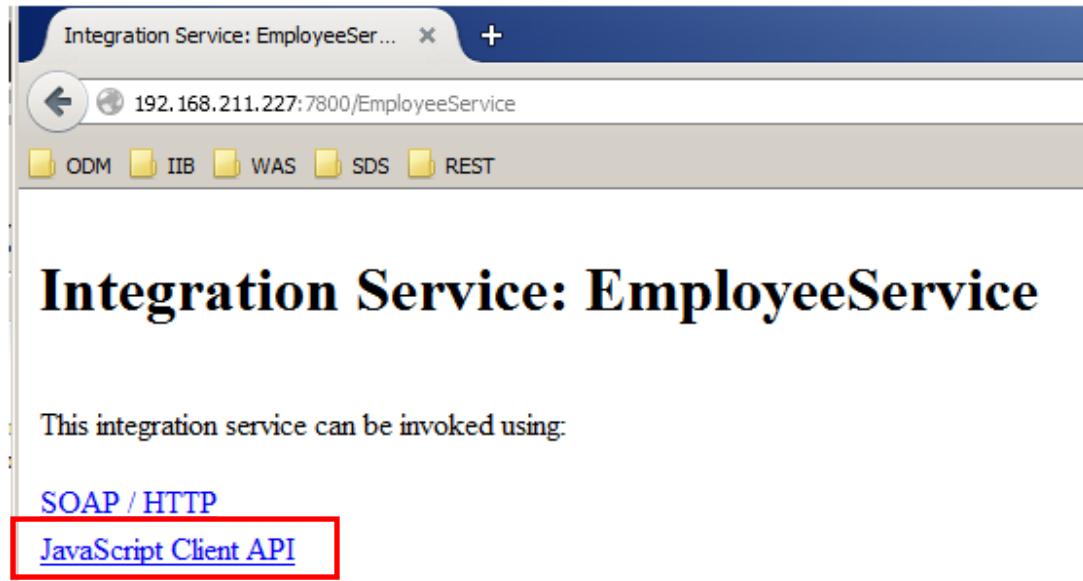 Integration Service: EmployeeSer...
192.168.211.227:7800/EmployeeService
ODM IIB WAS SDS REST
Integration Service: EmployeeService
This integration service can be invoked using:
SOAP / HTTP
JavaScript Client API